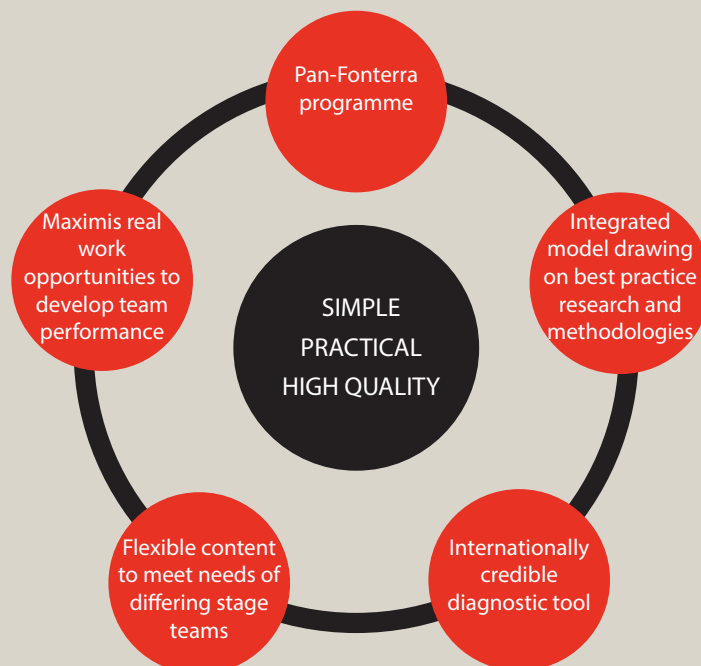 Pan-Fonterra
programme
Integrated
model drawing
on best practice
research and
methodologies
Internationally
credible
diagnostic tool
Flexible content
to meet needs of
differing stage
teams
Maximis real
work
opportunities to
develop team
performance
SIMPLE
PRACTICAL
HIGH QUALITY